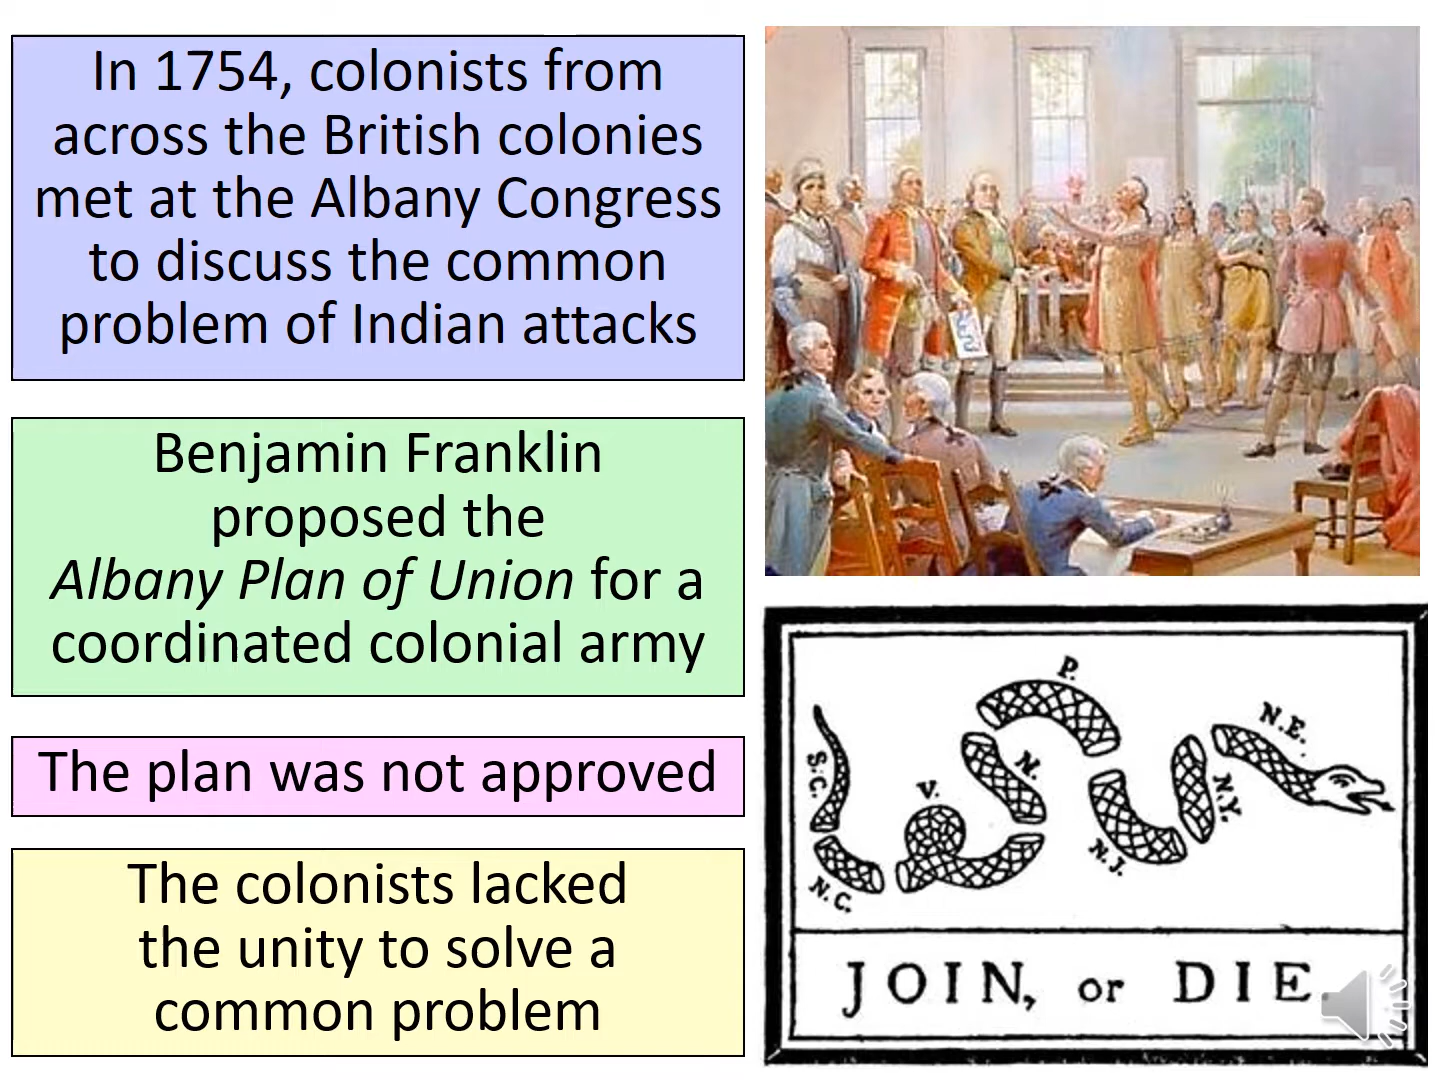 In 1754, colonists from
across the British colonies
met at the Albany Congress
to discuss the common
problem of Indian attacks
Benjamin Franklin
proposed the
Albany Plan of Union for a
coordinated colonial army
The plan was not approved
The colonists lacked
the unity to solve a
common problem
S.C.
N.C.
V.
M.
P.
N.J.
N.Y.
N.E.
JOIN, or DIE